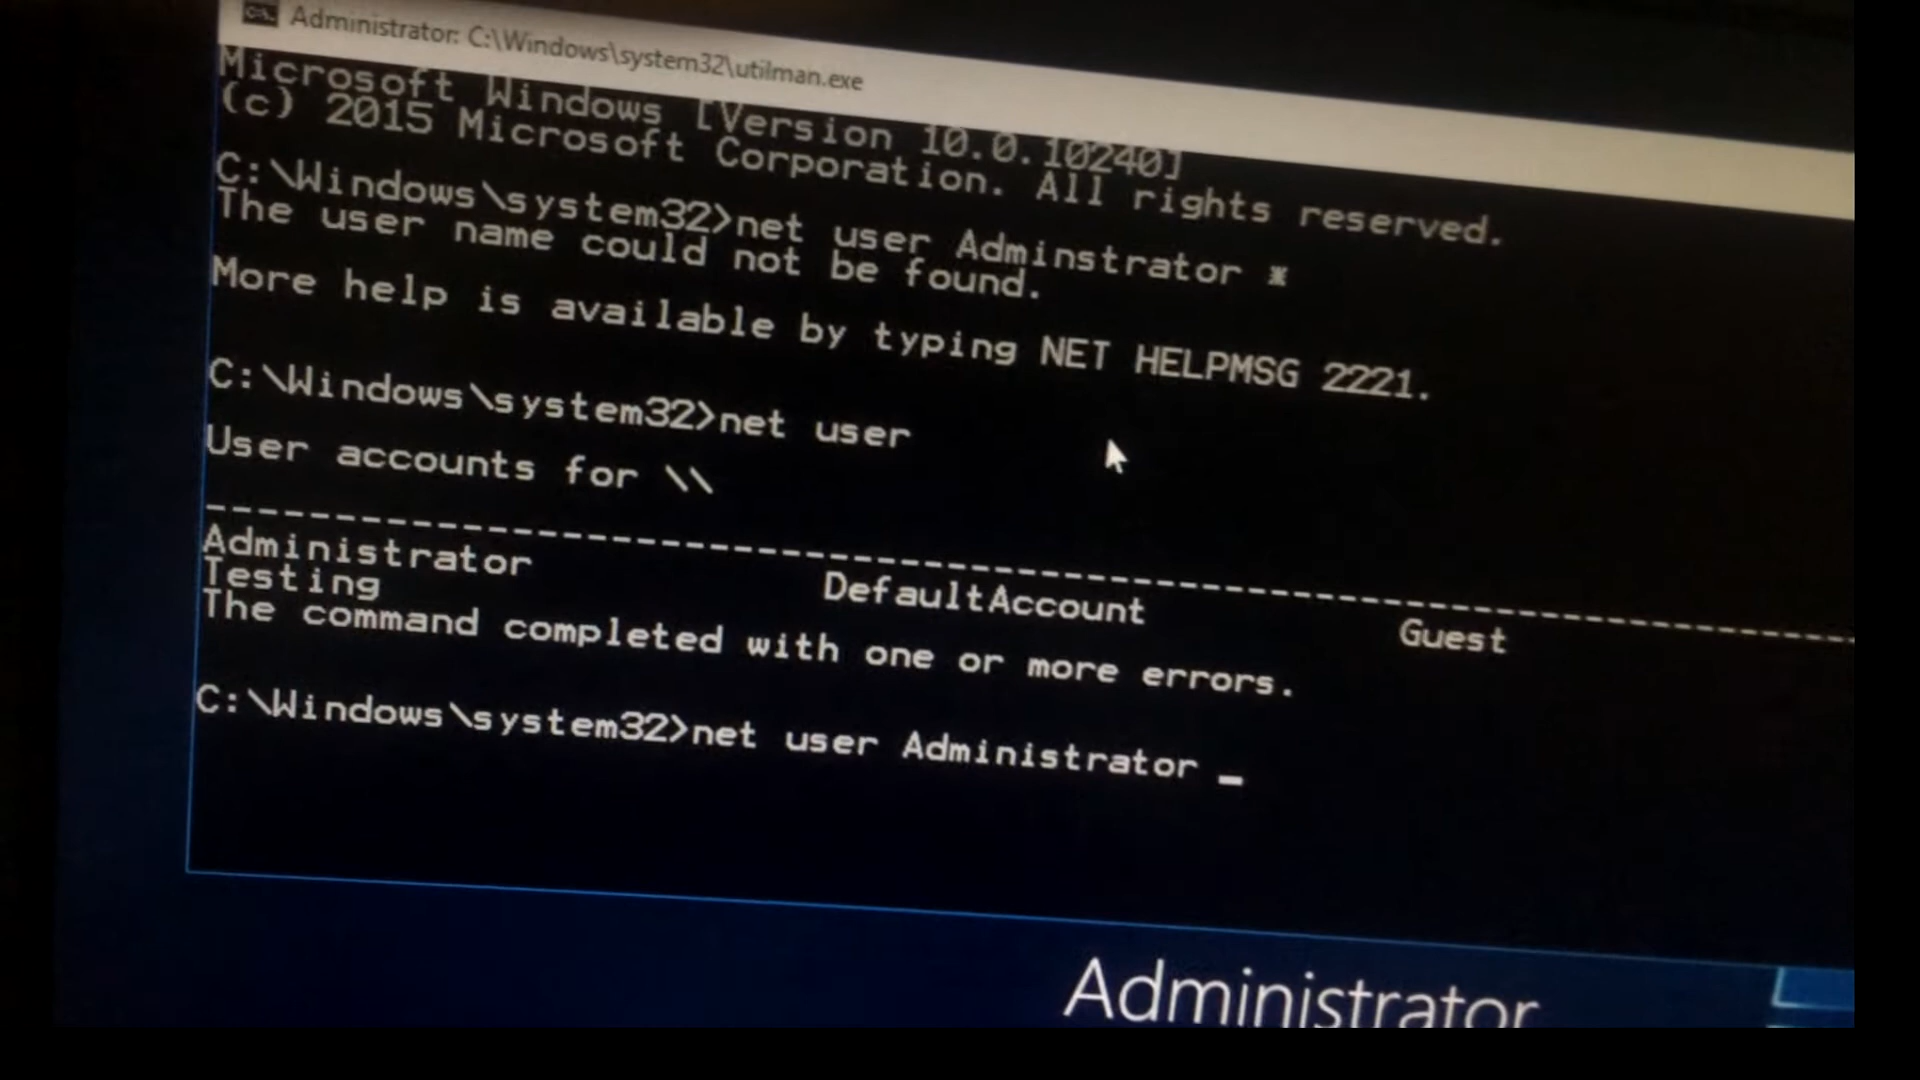 Administrator: C:\Windows\system32\utilman.exe
Microsoft Windows [Version 10.0.10240]
(c) 2015 Microsoft Corporation. All rights reserved.
C:\Windows\system32>net user Adminstrator *
The user name could not be found.
More help is available by typing NET HELPMSG 2221.
C:\Windows\system32>net user
User accounts for \\
-------------------------------------------------------------------------------
Administrator DefaultAccount Guest
Testing
The command completed with one or more errors.
C:\Windows\system32>net user Administrator _
Administrator